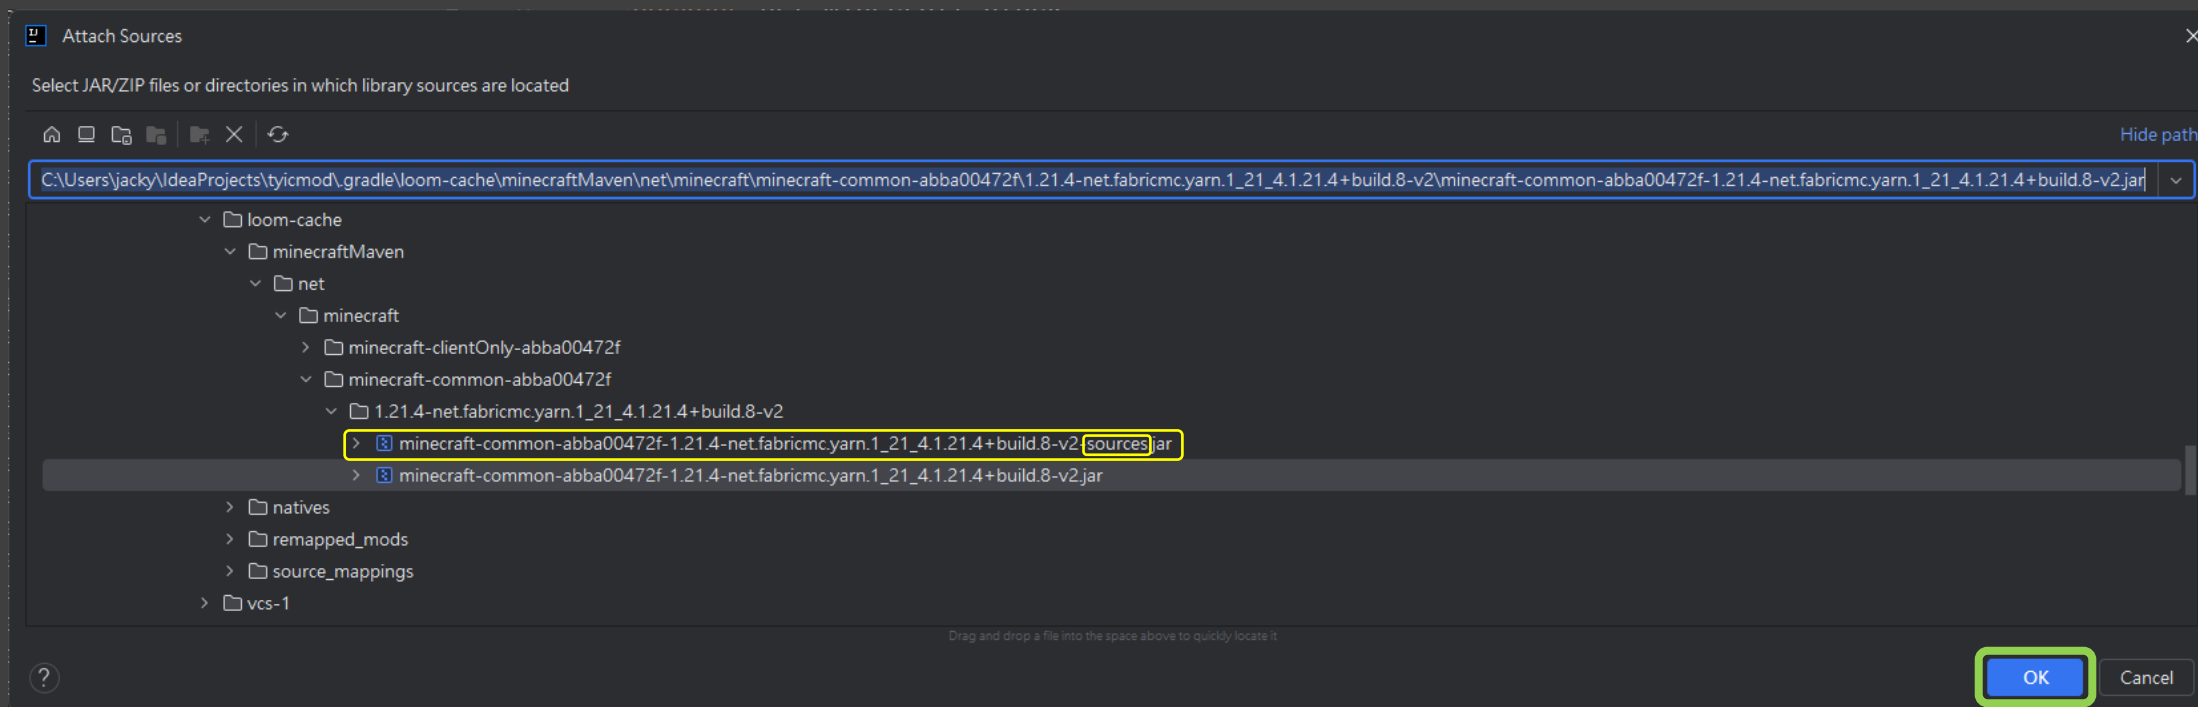 Attach Sources
Select JAR/ZIP files or directories in which library sources are located
Hide path
C:\Users\jacky\IdeaProjects\tyicmod\.gradle\loom-cache\minecraftMaven\net\minecraft\minecraft-common-abba00472f\1.21.4-net.fabricmc.yarn.1_21_4.1.21.4+build.8-v2\minecraft-common-abba00472f-1.21.4-net.fabricmc.yarn.1_21_4.1.21.4+build.8-v2.jar
loom-cache
minecraftMaven
net
minecraft
minecraft-clientOnly-abba00472f
minecraft-common-abba00472f
1.21.4-net.fabricmc.yarn.1_21_4.1.21.4+build.8-v2
minecraft-common-abba00472f-1.21.4-net.fabricmc.yarn.1_21_4.1.21.4+build.8-v2-sources.jar
minecraft-common-abba00472f-1.21.4-net.fabricmc.yarn.1_21_4.1.21.4+build.8-v2.jar
natives
remapped_mods
source_mappings
vcs-1
Drag and drop a file into the space above to quickly locate it
? OK Cancel